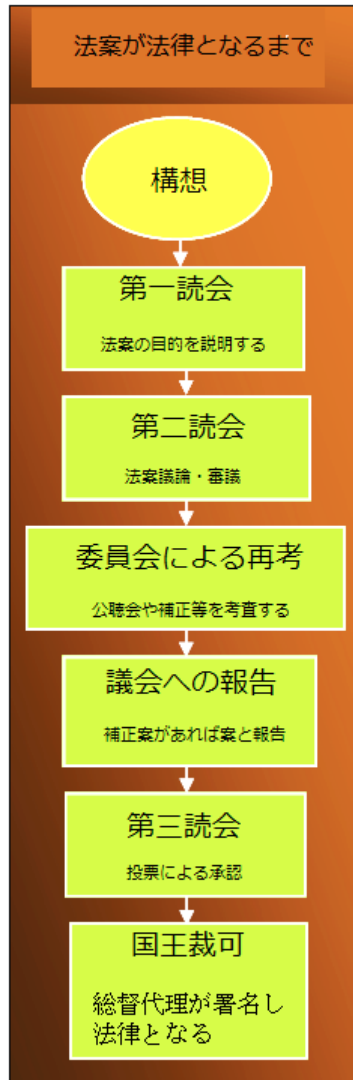 法案が法律となるまで
構想
第一読会
法案の目的を説明する
第二読会
法案議論・審議
委員会による再考
公聴会や補正等を考査する
議会への報告
補正案があれば案と報告
第三読会
投票による承認
国王裁可
総督代理が署名し
法律となる